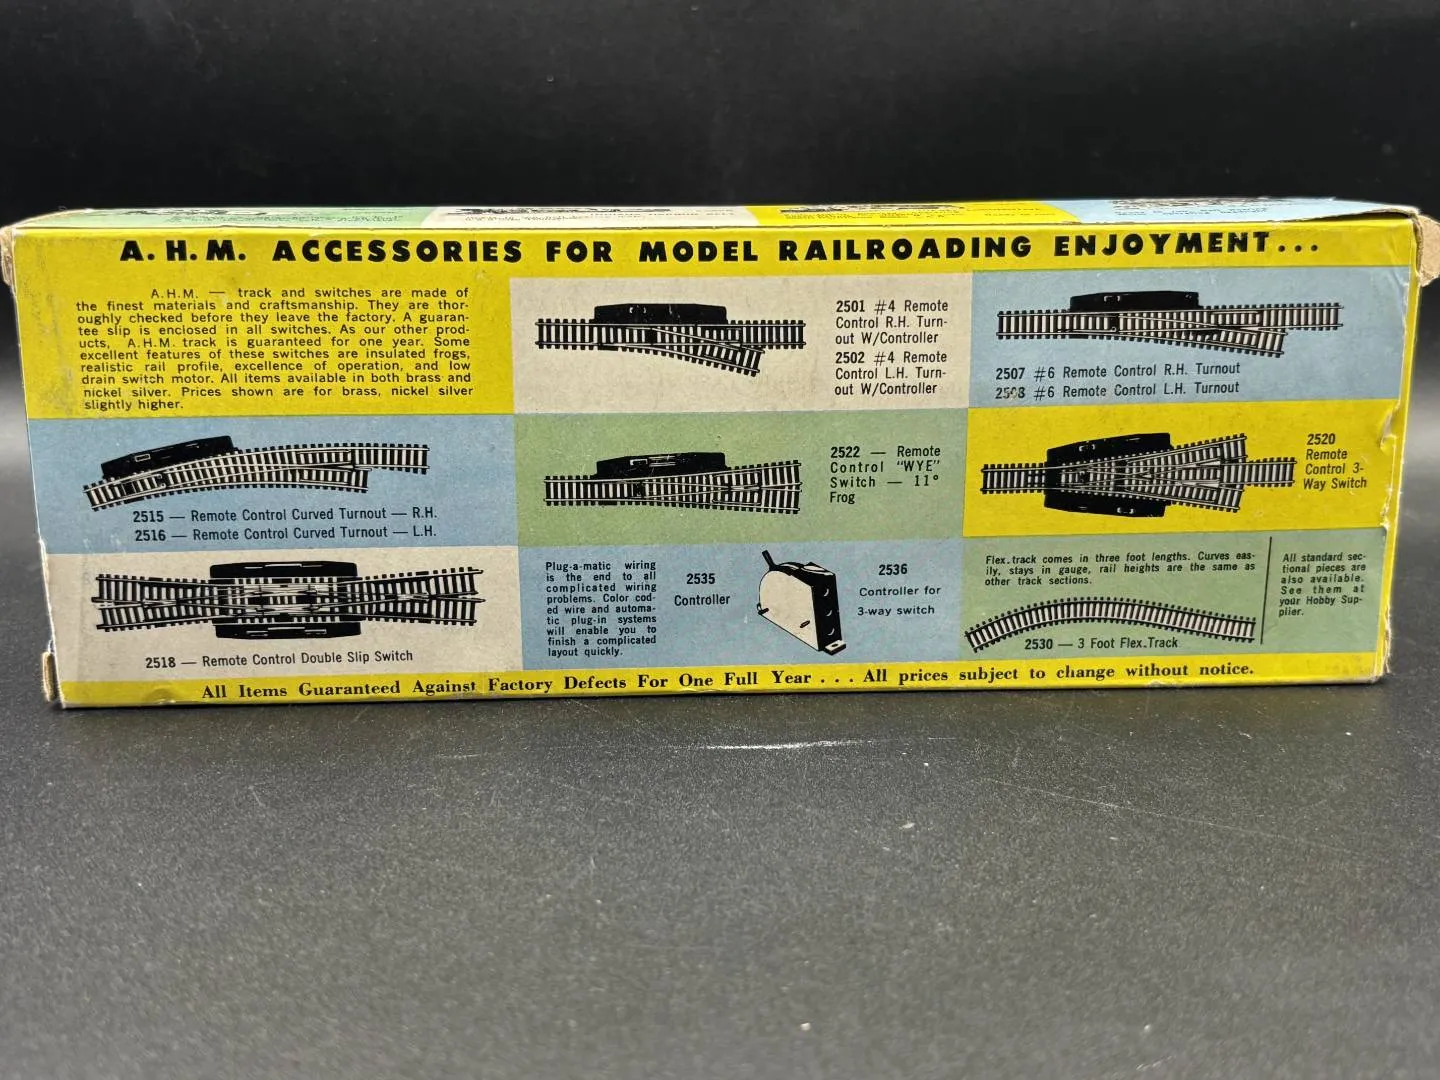 A.H.M. ACCESSORIES FOR MODEL RAILROADING ENJOYMENT...
A.H.M. — track and switches are made of
the finest materials and craftsmanship. They are thor-
oughly checked before they leave the factory. A guaran-
tee slip is enclosed in all switches. As our other prod-
ucts, A.H.M. track is guaranteed for one year. Some
excellent features of these switches are insulated frogs,
realistic rail profile, excellence of operation, and low
drain switch motor. All items available in both brass and
nickel silver. Prices shown are for brass, nickel silver
slightly higher.
2501 #4 Remote
Control R.H. Turn-
out W/Controller
2502 #4 Remote
Control L.H. Turn-
out W/Controller
2507 #6 Remote Control R.H. Turnout
2508 #6 Remote Control L.H. Turnout
2515 — Remote Control Curved Turnout — R.H.
2516 — Remote Control Curved Turnout — L.H.
2522 — Remote
Control "WYE"
Switch — 11°
Frog
2520
Remote
Control 3-
Way Switch
2518 — Remote Control Double Slip Switch
Plug-a-matic wiring
is the end to all
complicated wiring
problems. Color cod-
ed wire and automa-
tic plug-in systems
will enable you to
finish a complicated
layout quickly.
2535
Controller
2536
Controller for
3-way switch
Flex.track comes in three foot lengths. Curves eas-
ily, stays in gauge, rail heights are the same as
other track sections.
2530 — 3 Foot Flex.Track
All standard sec-
tional pieces are
also available.
See them at
your Hobby Sup-
plier.
All Items Guaranteed Against Factory Defects For One Full Year . . . All prices subject to change without notice.